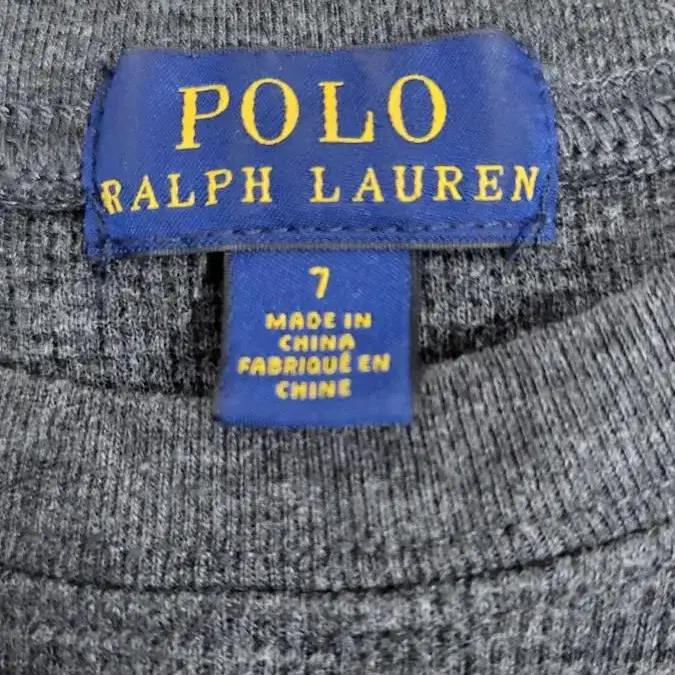 POLO
RALPH LAUREN
7
MADE IN
CHINA
FABRIQUÉ EN
CHINE